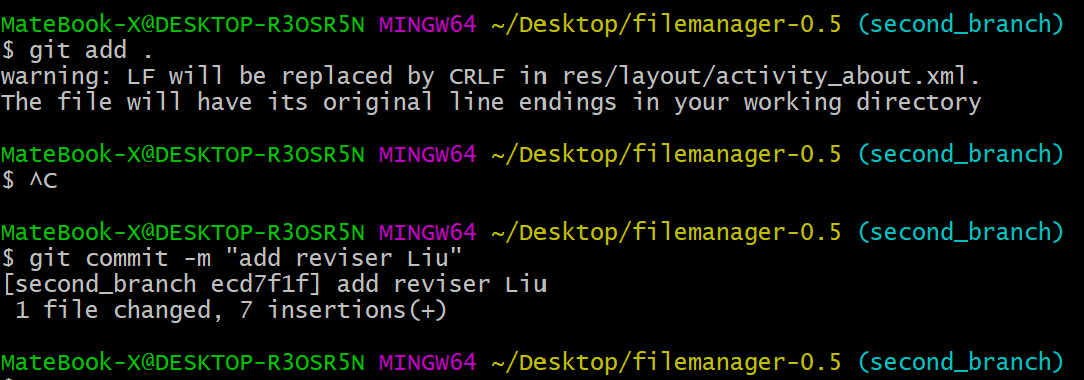 MateBook-X@DESKTOP-R3OSR5N MINGW64 ~/Desktop/filemanager-0.5 (second_branch)
$ git add .
warning: LF will be replaced by CRLF in res/layout/activity_about.xml.
The file will have its original line endings in your working directory
MateBook-X@DESKTOP-R3OSR5N MINGW64 ~/Desktop/filemanager-0.5 (second_branch)
$ ^C
MateBook-X@DESKTOP-R3OSR5N MINGW64 ~/Desktop/filemanager-0.5 (second_branch)
$ git commit -m "add reviser Liu"
[second_branch ecd7f1f] add reviser Liu
 1 file changed, 7 insertions(+)
MateBook-X@DESKTOP-R3OSR5N MINGW64 ~/Desktop/filemanager-0.5 (second_branch)